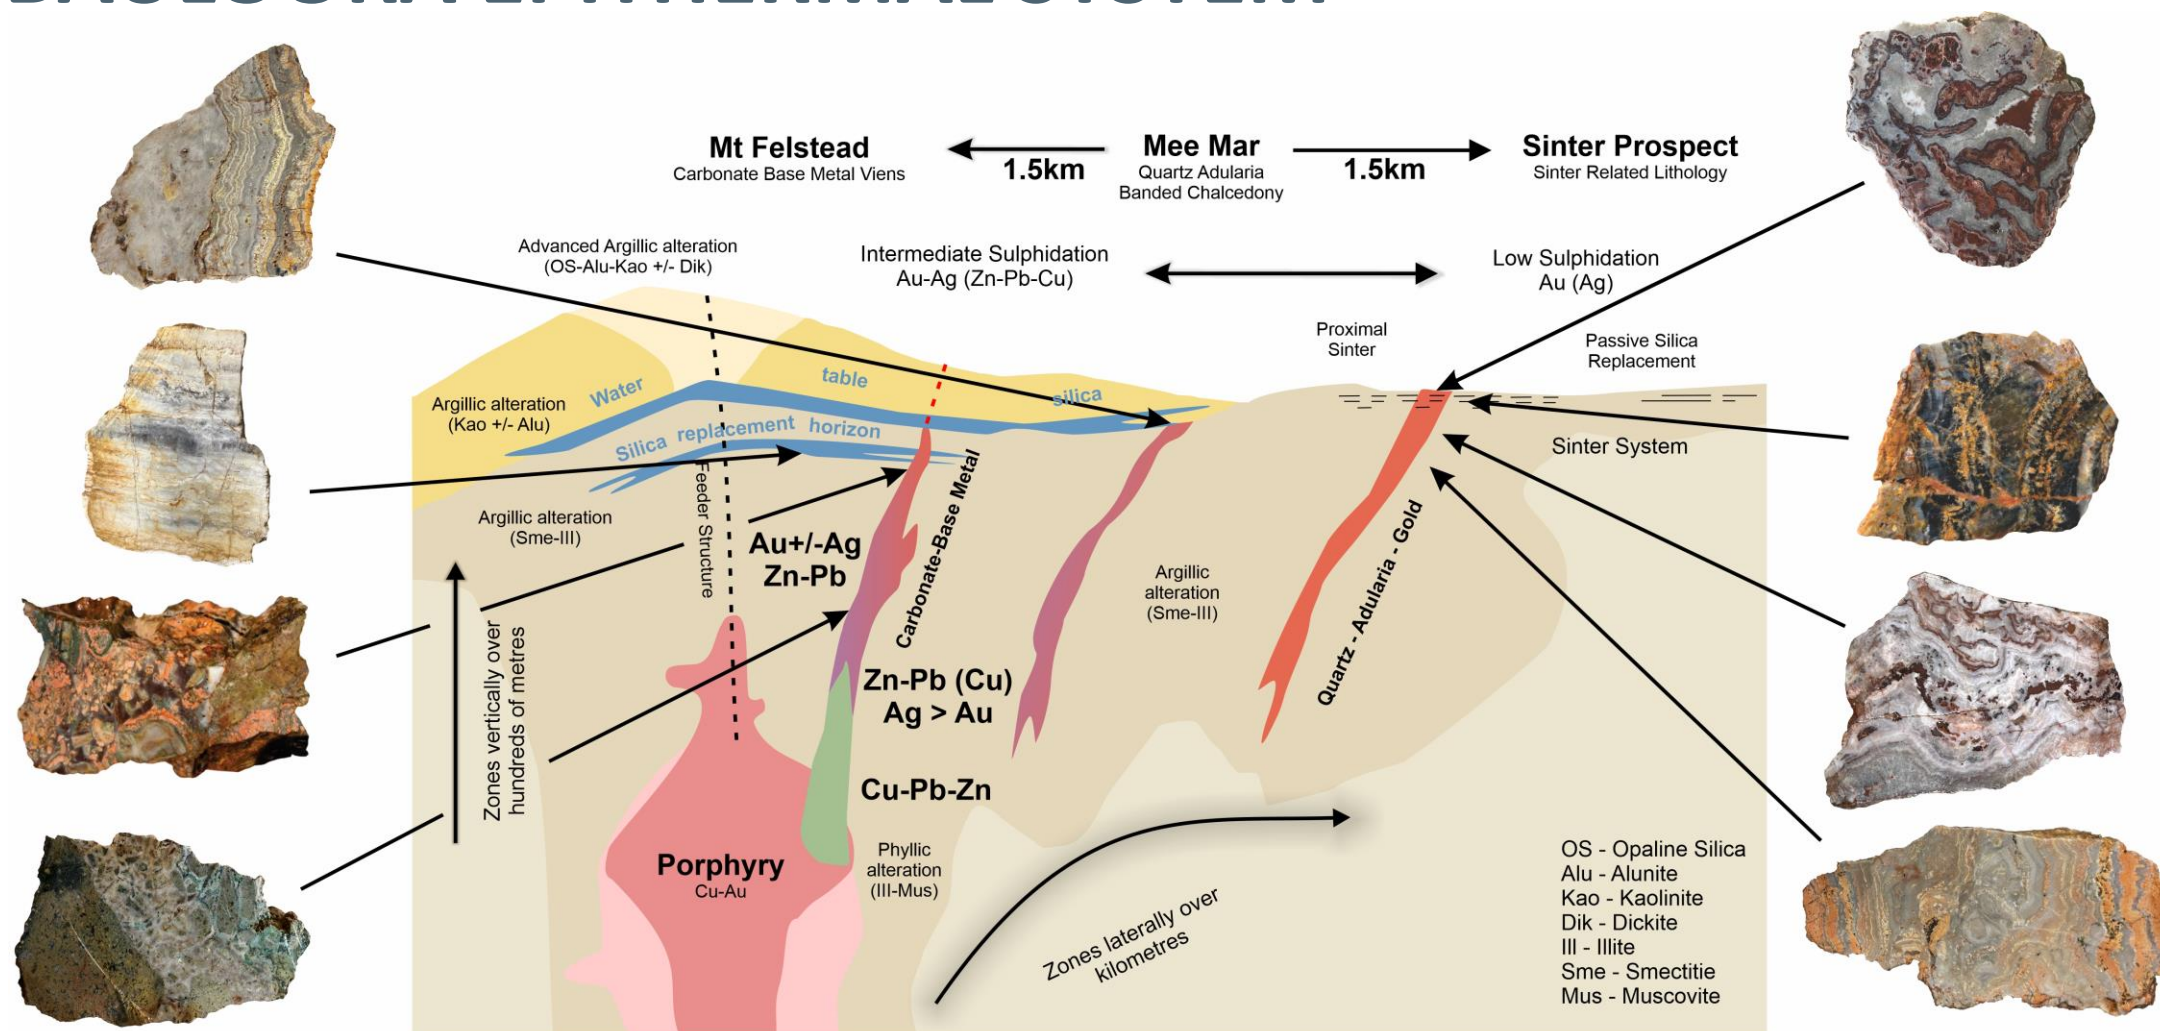 Mt Felstead
Carbonate Base Metal Viens
1.5km
Mee Mar
Quartz Adularia
Banded Chalcedony
1.5km
Sinter Prospect
Sinter Related Lithology
Advanced Argillic alteration
(OS-Alu-Kao +/- Dik)
Intermediate Sulphidation
Au-Ag (Zn-Pb-Cu)
Low Sulphidation
Au (Ag)
Proximal
Sinter
Passive Silica
Replacement
Water table silica
Argillic alteration
(Kao +/- Alu)
Silica replacement horizon
Sinter System
Argillic alteration
(Sme-Ill)
Feeder Structure
Au+/-Ag
Zn-Pb
Carbonate-Base Metal
Argillic
alteration
(Sme-Ill)
Quartz - Adularia - Gold
Zones vertically over
hundreds of metres
Zn-Pb (Cu)
Ag > Au
Cu-Pb-Zn
Porphyry
Cu-Au
Phyllic
alteration
(Ill-Mus)
Zones laterally over
kilometres
OS - Opaline Silica
Alu - Alunite
Kao - Kaolinite
Dik - Dickite
Ill - Illite
Sme - Smectitie
Mus - Muscovite